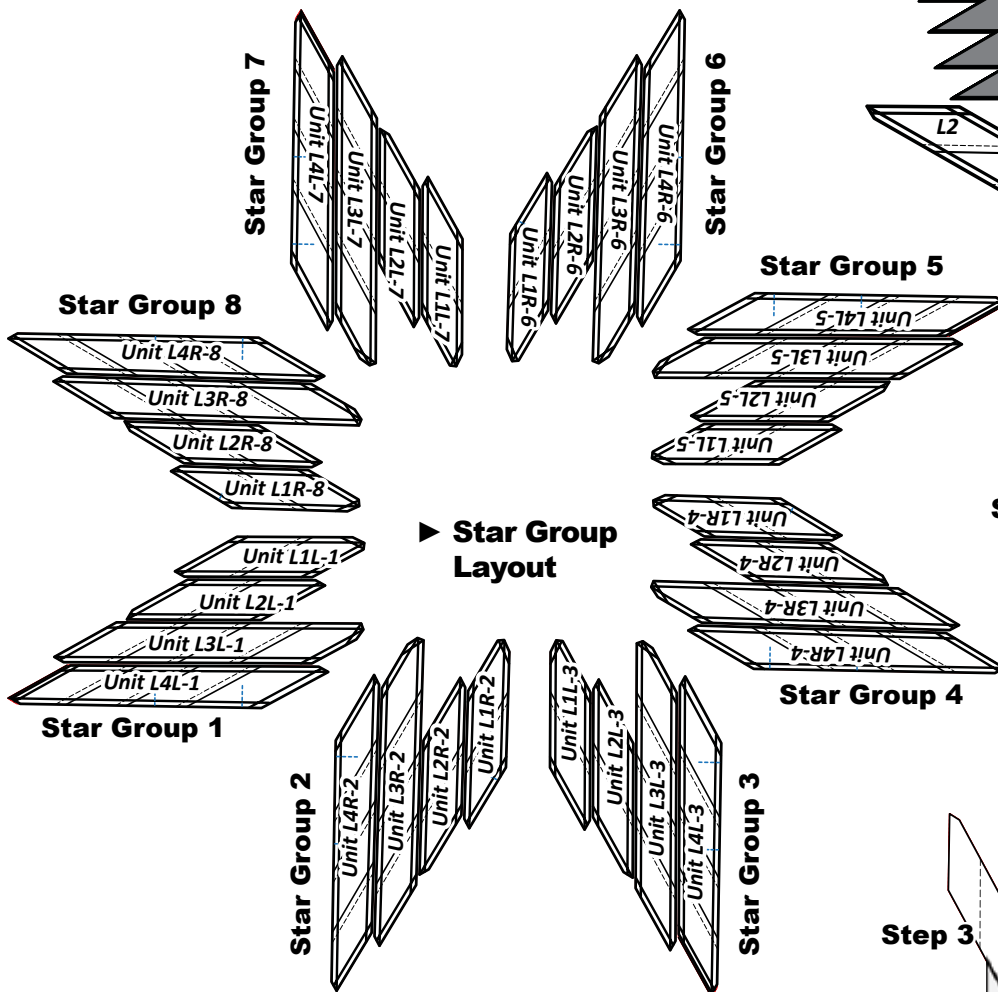 Star Group 7
Unit L4L-7
Unit L3L-7
Unit L2L-7
Unit L1L-7
Star Group 6
Unit L1R-6
Unit L2R-6
Unit L3R-6
Unit L4R-6
L2
Star Group 5
Unit L4L-5
Unit L3L-5
Unit L2L-5
Unit L1L-5
Star Group 8
Unit L4R-8
Unit L3R-8
Unit L2R-8
Unit L1R-8
► Star Group
Layout
Unit L1L-1
Unit L2L-1
Unit L3L-1
Unit L4L-1
Star Group 1
Unit L1R-4
Unit L2R-4
Unit L3R-4
Unit L4R-4
Star Group 4
Star Group 2
Unit L4R-2
Unit L3R-2
Unit L2R-2
Unit L1R-2
Unit L1L-3
Unit L2L-3
Unit L3L-3
Unit L4L-3
Star Group 3
Step 3